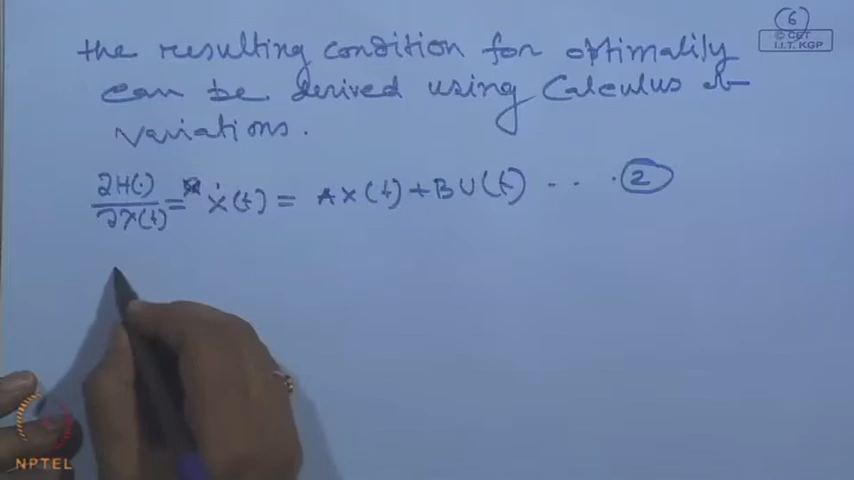 6
© CET
I.I.T. KGP
the resulting condition for optimality
can be derived using Calculus of
variations.
∂H(·)/∂λ(t) = ẋ(t) = AX(t) + BU(t) -- · 2
NPTEL